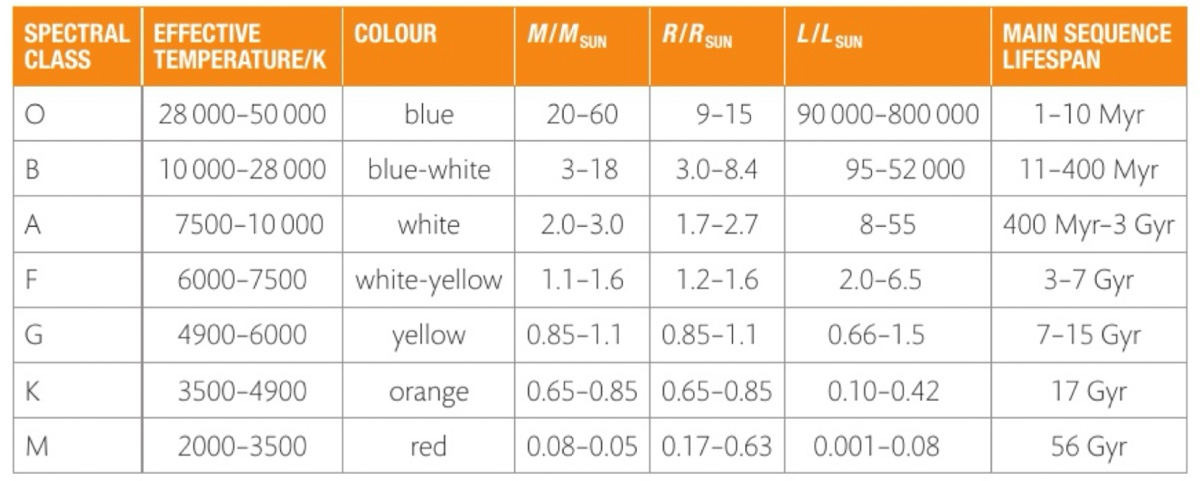 SPECTRAL CLASS EFFECTIVE TEMPERATURE/K COLOUR M/M SUN R/R SUN L/L SUN MAIN SEQUENCE LIFESPAN
O 28 000–50 000 blue 20–60 9–15 90 000–800 000 1–10 Myr
B 10 000–28 000 blue-white 3–18 3.0–8.4 95–52 000 11–400 Myr
A 7500–10 000 white 2.0–3.0 1.7–2.7 8–55 400 Myr–3 Gyr
F 6000–7500 white-yellow 1.1–1.6 1.2–1.6 2.0–6.5 3–7 Gyr
G 4900–6000 yellow 0.85–1.1 0.85–1.1 0.66–1.5 7–15 Gyr
K 3500–4900 orange 0.65–0.85 0.65–0.85 0.10–0.42 17 Gyr
M 2000–3500 red 0.08–0.05 0.17–0.63 0.001–0.08 56 Gyr